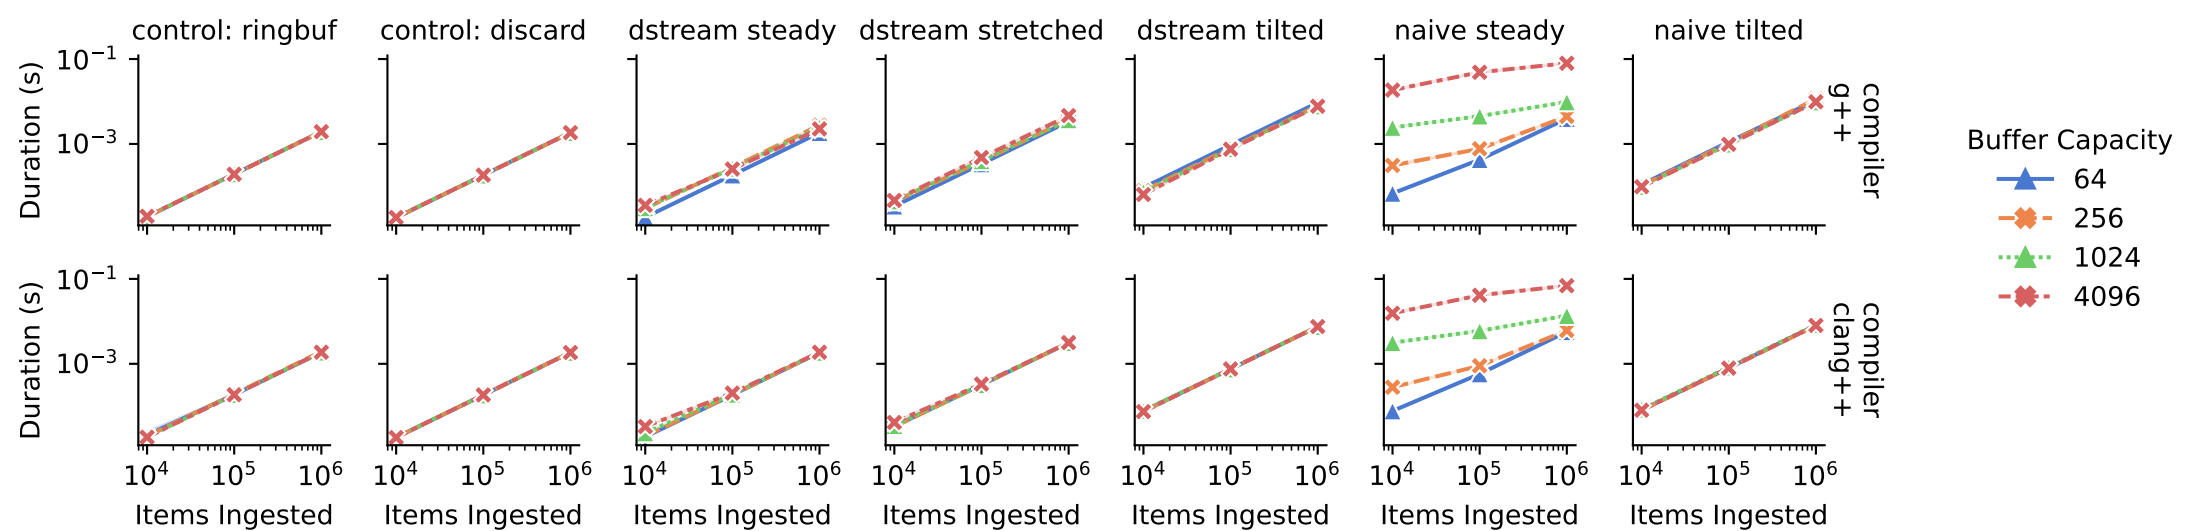 control: ringbuf
control: discard
dstream steady
dstream stretched
dstream tilted
naive steady
naive tilted
Duration (s)
10⁻¹
10⁻³
compiler
g++
Duration (s)
10⁻¹
10⁻³
compiler
clang++
10⁴ 10⁵ 10⁶
10⁴ 10⁵ 10⁶
10⁴ 10⁵ 10⁶
10⁴ 10⁵ 10⁶
10⁴ 10⁵ 10⁶
10⁴ 10⁵ 10⁶
10⁴ 10⁵ 10⁶
Items Ingested
Items Ingested
Items Ingested
Items Ingested
Items Ingested
Items Ingested
Items Ingested
Buffer Capacity
64
256
1024
4096